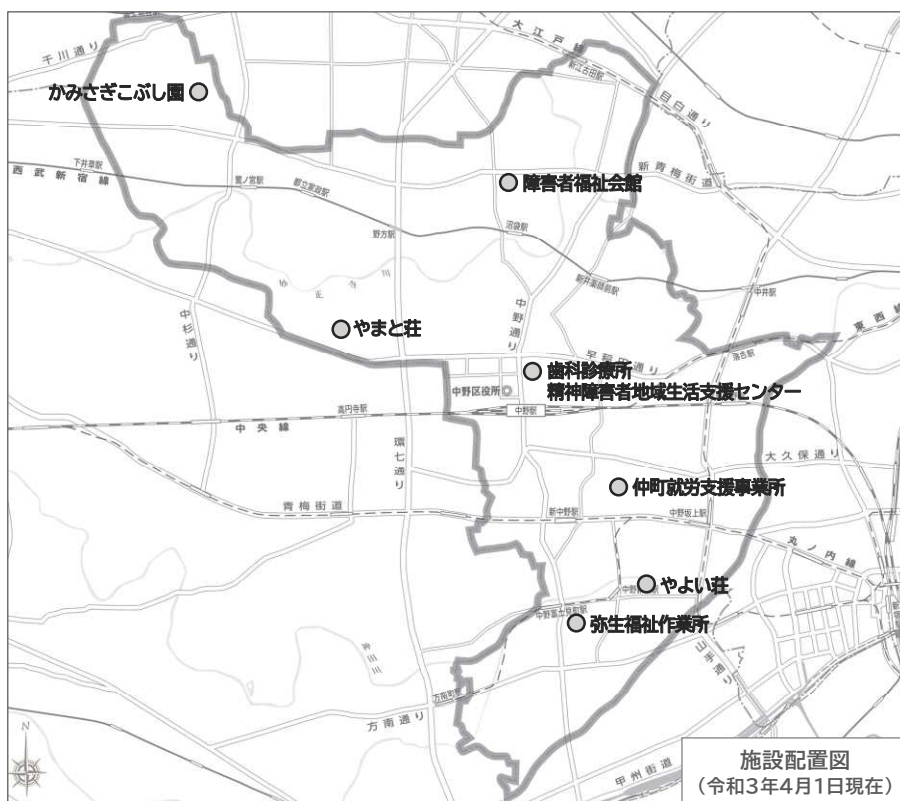 大江戸線
千川通り
新江古田駅
かみさぎこぶし園
目白通り
下井草駅
西武新宿線
鷺ノ宮駅
都立家政駅
障害者福祉会館
新青梅街道
野方駅
沼袋駅
妙正寺川
新井薬師前駅
中井駅
中杉通り
中野通り
やまと荘
早稲田通り
落合駅
東西線
歯科診療所
中野区役所
精神障害者地域生活支援センター
高円寺駅
中野駅
中央線
環七通り
大久保通り
仲町就労支援事業所
青梅街道
新中野駅
中野坂上駅
丸ノ内線
やよい荘
中野富士見町駅
弥生福祉作業所
山手通り
方南町駅
方南通り
N
甲州街道
施設配置図
(令和3年4月1日現在)